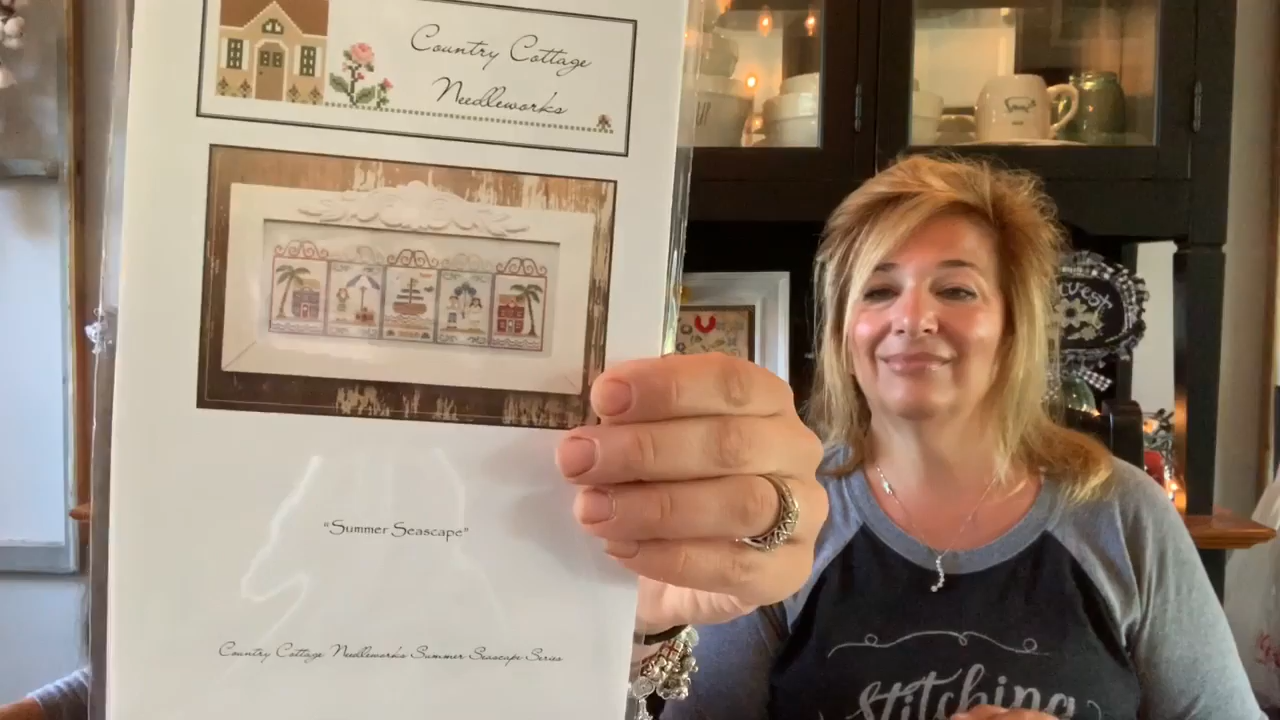 Country Cottage
Needleworks
"Summer Seascape"
Country Cottage Needleworks Summer Seascape Series
Stitching